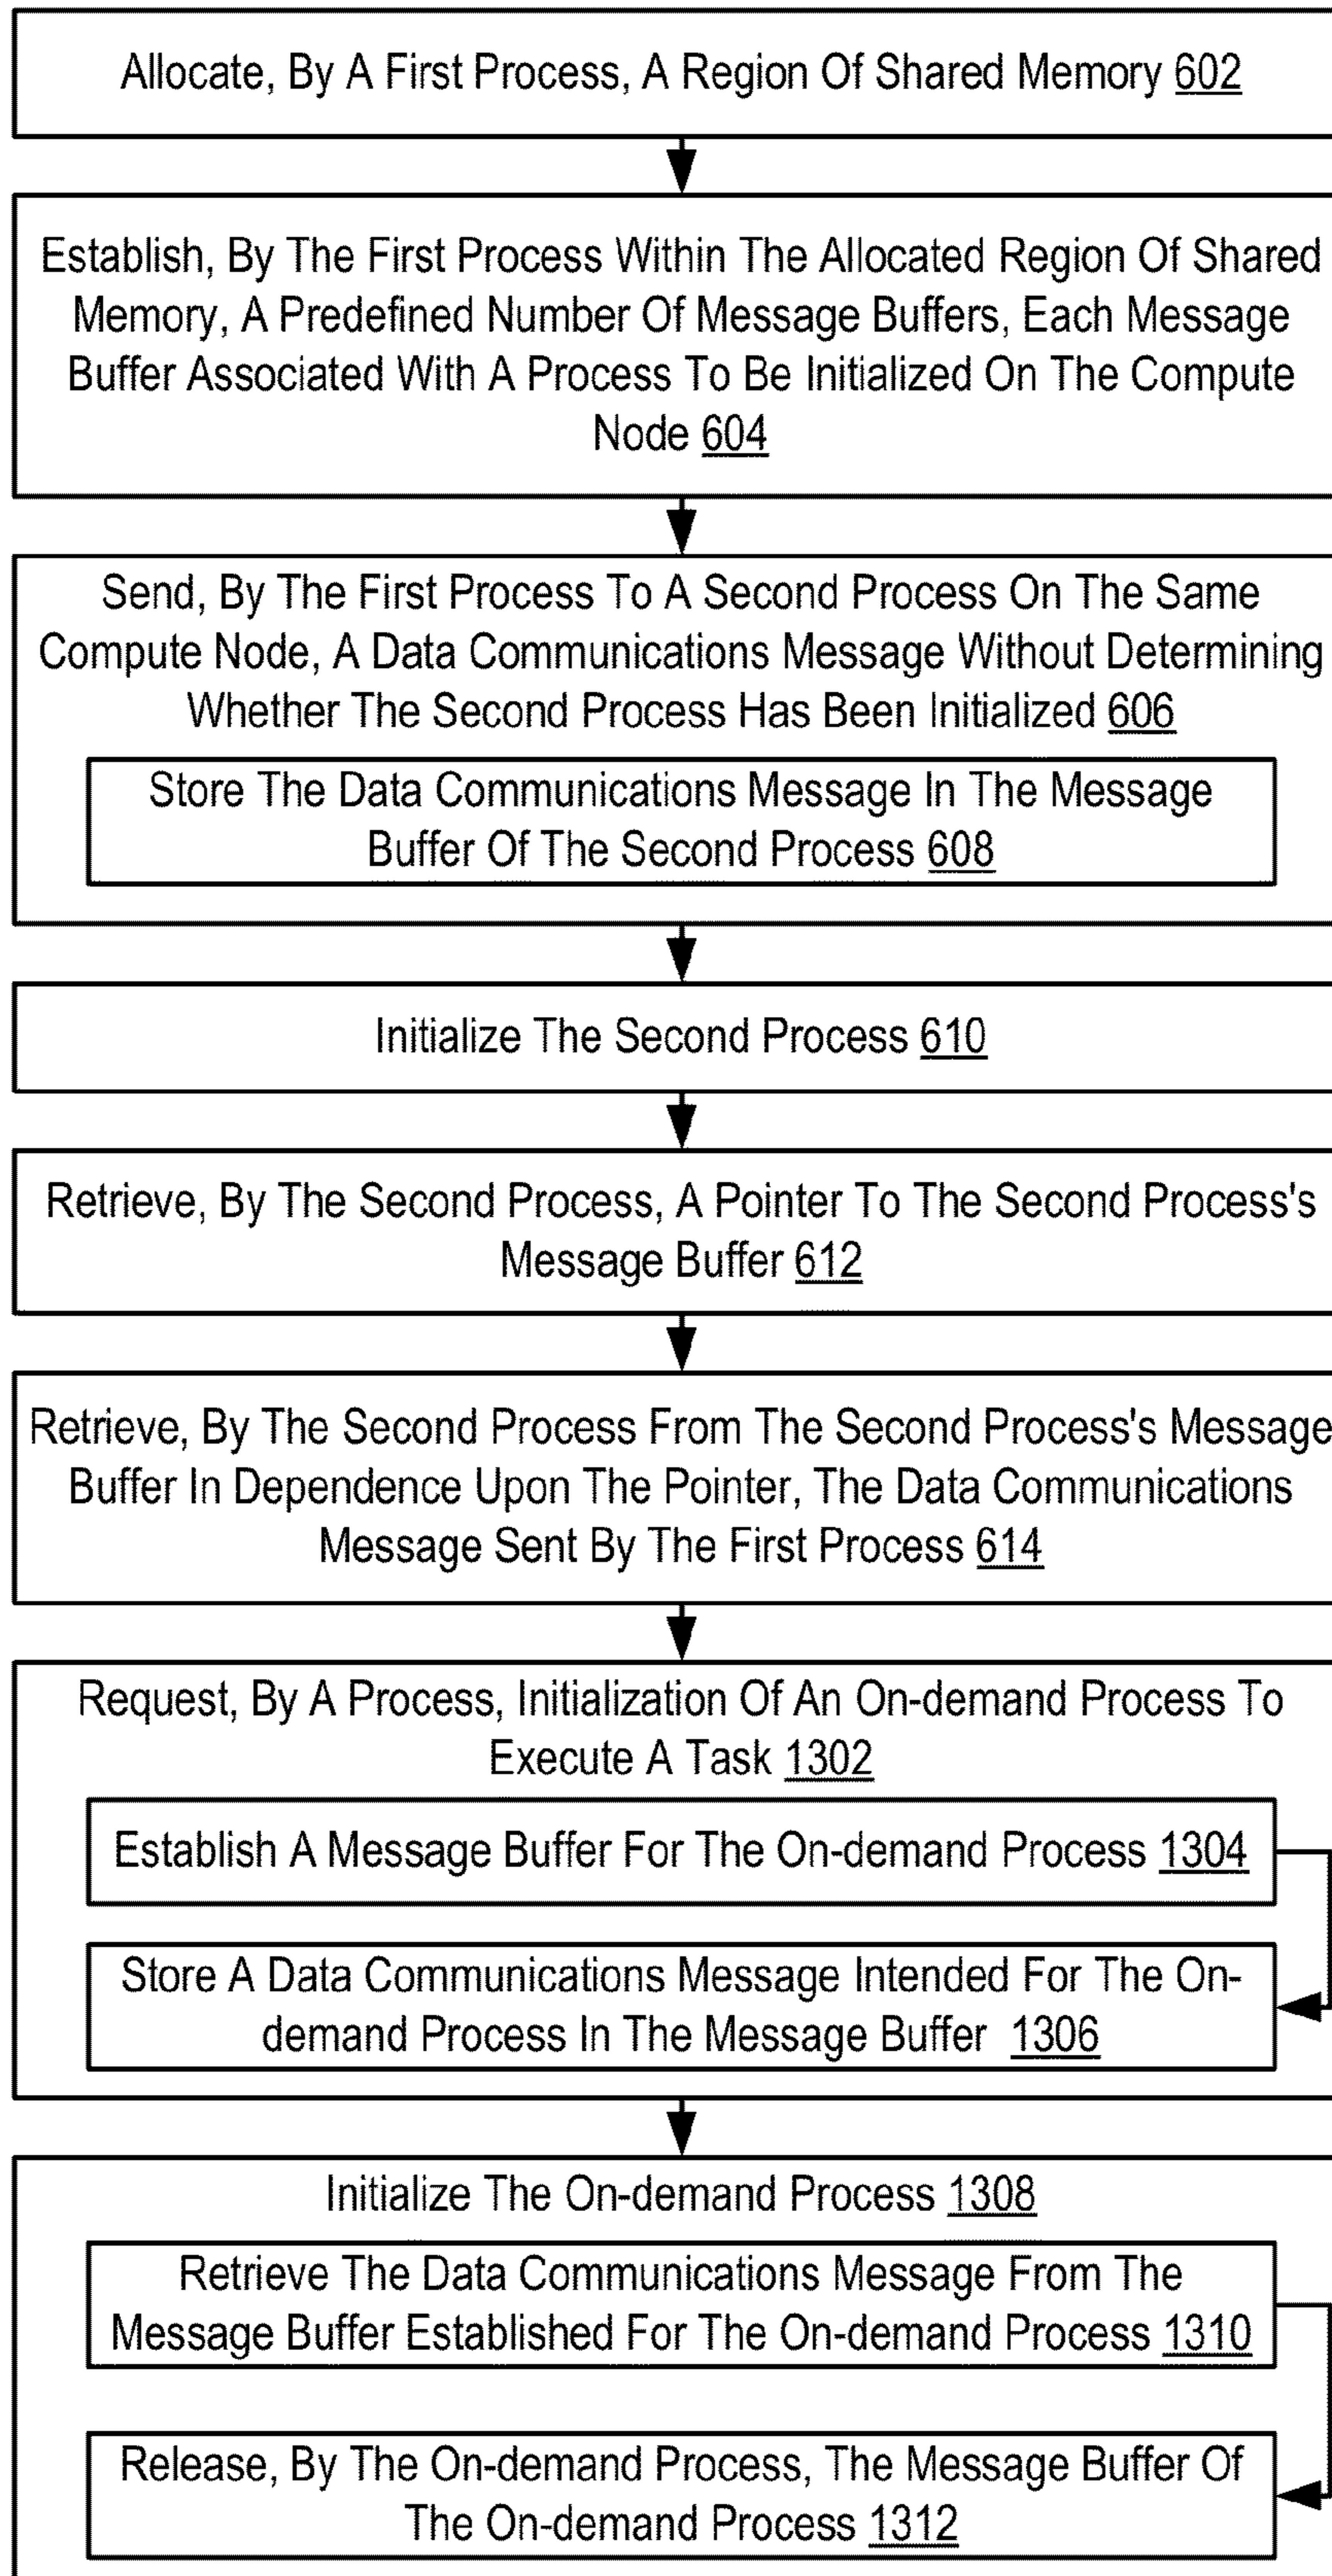 Allocate, By A First Process, A Region Of Shared Memory 602
Establish, By The First Process Within The Allocated Region Of Shared
Memory, A Predefined Number Of Message Buffers, Each Message
Buffer Associated With A Process To Be Initialized On The Compute
Node 604
Send, By The First Process To A Second Process On The Same
Compute Node, A Data Communications Message Without Determining
Whether The Second Process Has Been Initialized 606
Store The Data Communications Message In The Message
Buffer Of The Second Process 608
Initialize The Second Process 610
Retrieve, By The Second Process, A Pointer To The Second Process's
Message Buffer 612
Retrieve, By The Second Process From The Second Process's Message
Buffer In Dependence Upon The Pointer, The Data Communications
Message Sent By The First Process 614
Request, By A Process, Initialization Of An On-demand Process To
Execute A Task 1302
Establish A Message Buffer For The On-demand Process 1304
Store A Data Communications Message Intended For The On-
demand Process In The Message Buffer 1306
Initialize The On-demand Process 1308
Retrieve The Data Communications Message From The
Message Buffer Established For The On-demand Process 1310
Release, By The On-demand Process, The Message Buffer Of
The On-demand Process 1312